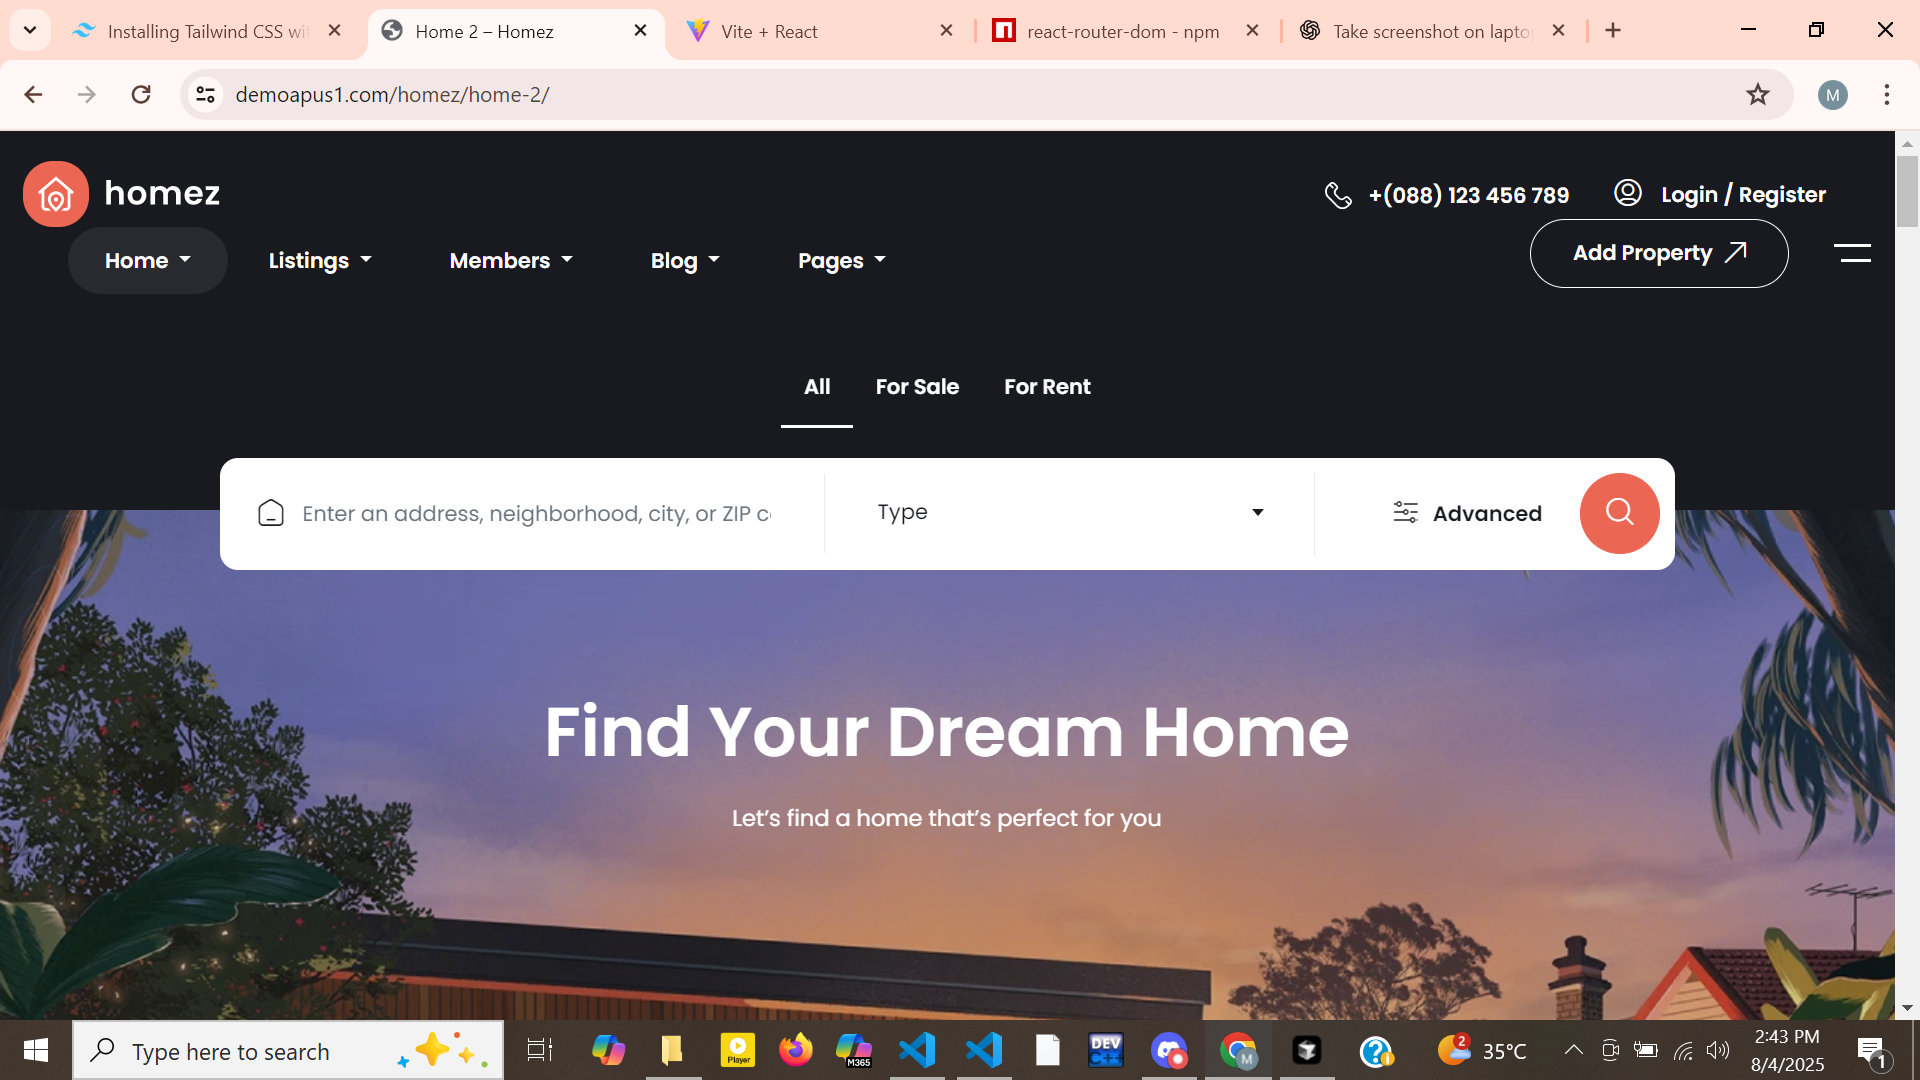 Installing Tailwind CSS wi
Home 2 – Homez
Vite + React
react-router-dom - npm
Take screenshot on lapto
demoapus1.com/homez/home-2/
M
homez
+(088) 123 456 789
Login / Register
Home
Listings
Members
Blog
Pages
Add Property
All
For Sale
For Rent
Enter an address, neighborhood, city, or ZIP c
Type
Advanced
Find Your Dream Home
Let's find a home that's perfect for you
Type here to search
Player
M365
DEV
C++
M
2
35°C
2:43 PM
8/4/2025
1